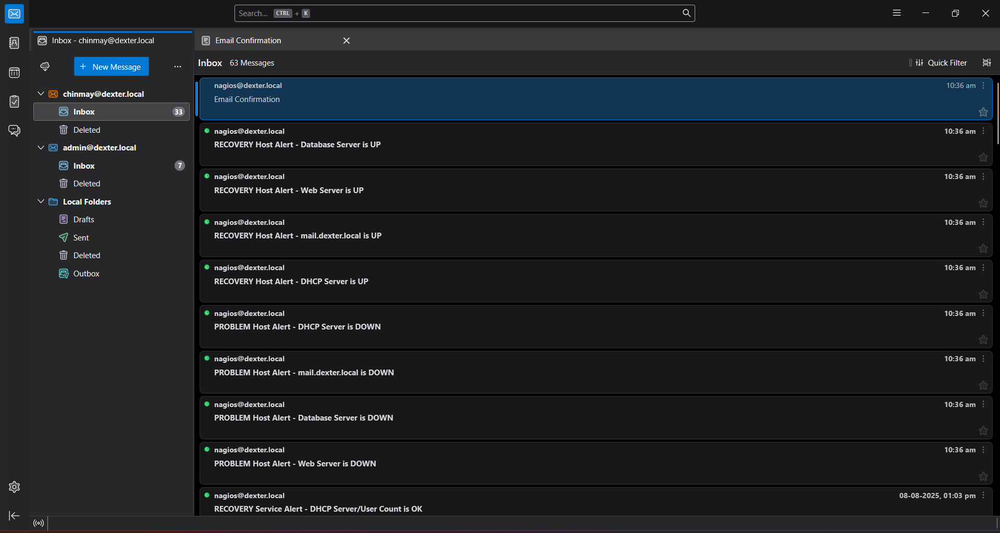 Search... CTRL + K
Inbox - chinmay@dexter.local
Email Confirmation
New Message
chinmay@dexter.local
Inbox 33
Deleted
admin@dexter.local
Inbox 7
Deleted
Local Folders
Drafts
Sent
Deleted
Outbox
Inbox 63 Messages
Quick Filter
nagios@dexter.local 10:36 am
Email Confirmation
nagios@dexter.local 10:36 am
RECOVERY Host Alert - Database Server is UP
nagios@dexter.local 10:36 am
RECOVERY Host Alert - Web Server is UP
nagios@dexter.local 10:36 am
RECOVERY Host Alert - mail.dexter.local is UP
nagios@dexter.local 10:36 am
RECOVERY Host Alert - DHCP Server is UP
nagios@dexter.local 10:36 am
PROBLEM Host Alert - DHCP Server is DOWN
nagios@dexter.local 10:36 am
PROBLEM Host Alert - mail.dexter.local is DOWN
nagios@dexter.local 10:36 am
PROBLEM Host Alert - Database Server is DOWN
nagios@dexter.local 10:36 am
PROBLEM Host Alert - Web Server is DOWN
nagios@dexter.local 08-08-2025, 01:03 pm
RECOVERY Service Alert - DHCP Server/User Count is OK